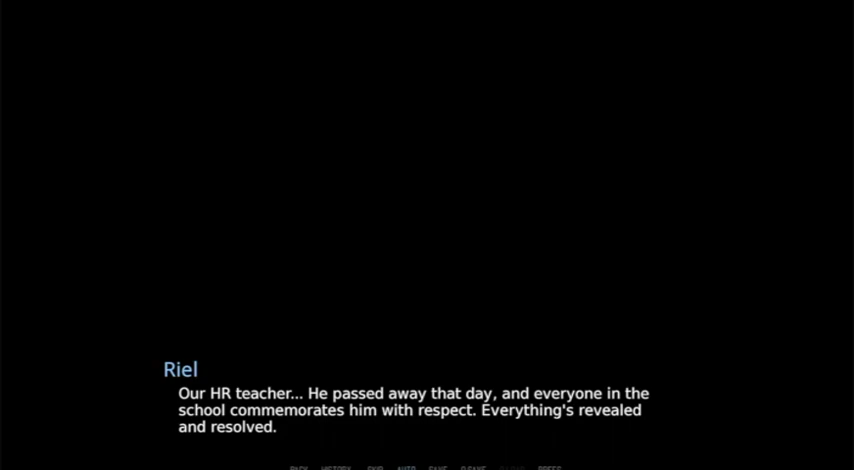 Riel
Our HR teacher... He passed away that day, and everyone in the
school commemorates him with respect. Everything's revealed
and resolved.